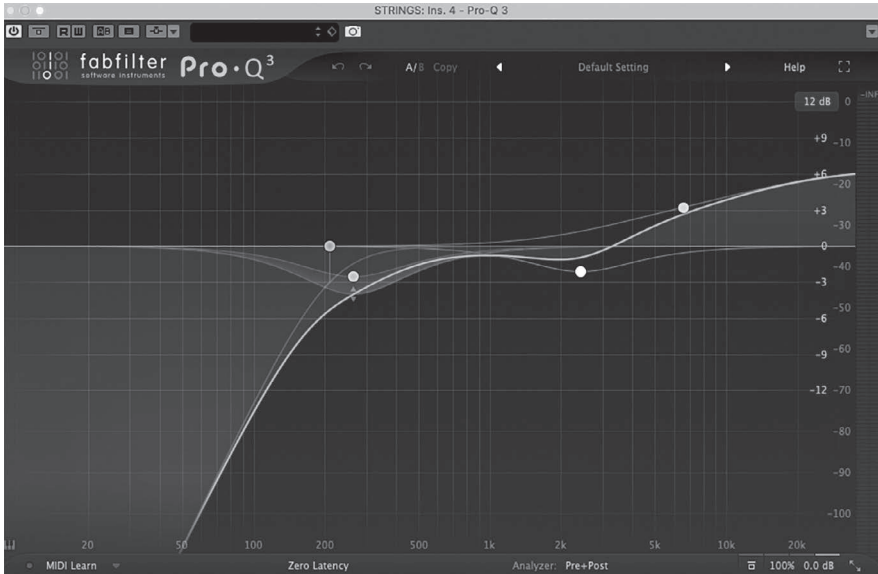 STRINGS: Ins. 4 - Pro-Q 3
R W
fabfilter
software instruments
Pro·Q³
A/B Copy
Default Setting
Help
12 dB 0 -INF
+9 -10
+6 -20
+3 -30
0 -40
-3 -50
-6 -60
-9
-12 -70
-80
-90
-100
20 50 100 200 500 1k 2k 5k 10k 20k
MIDI Learn Zero Latency Analyzer: Pre+Post 100% 0.0 dB